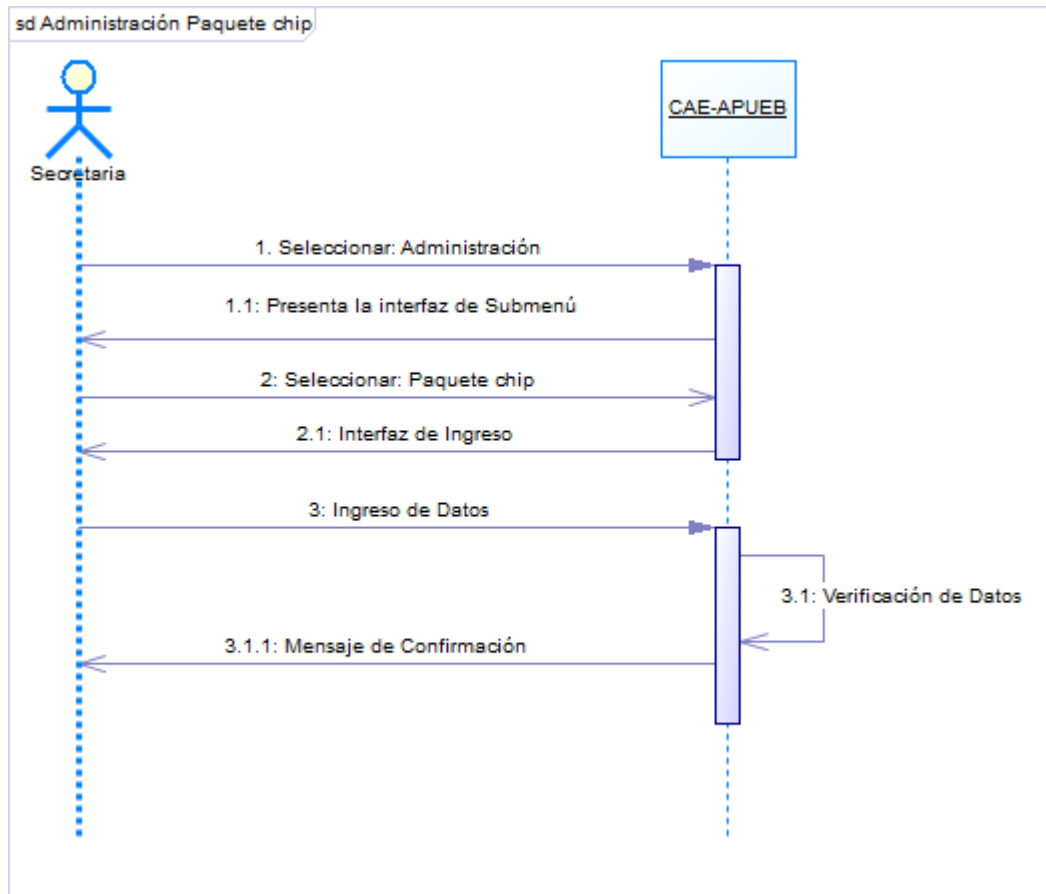 sd Administración Paquete chip
CAE-APUEB
Secretaria
1. Seleccionar: Administración
1.1: Presenta la interfaz de Submenú
2: Seleccionar: Paquete chip
2.1: Interfaz de Ingreso
3: Ingreso de Datos
3.1: Verificación de Datos
3.1.1: Mensaje de Confirmación